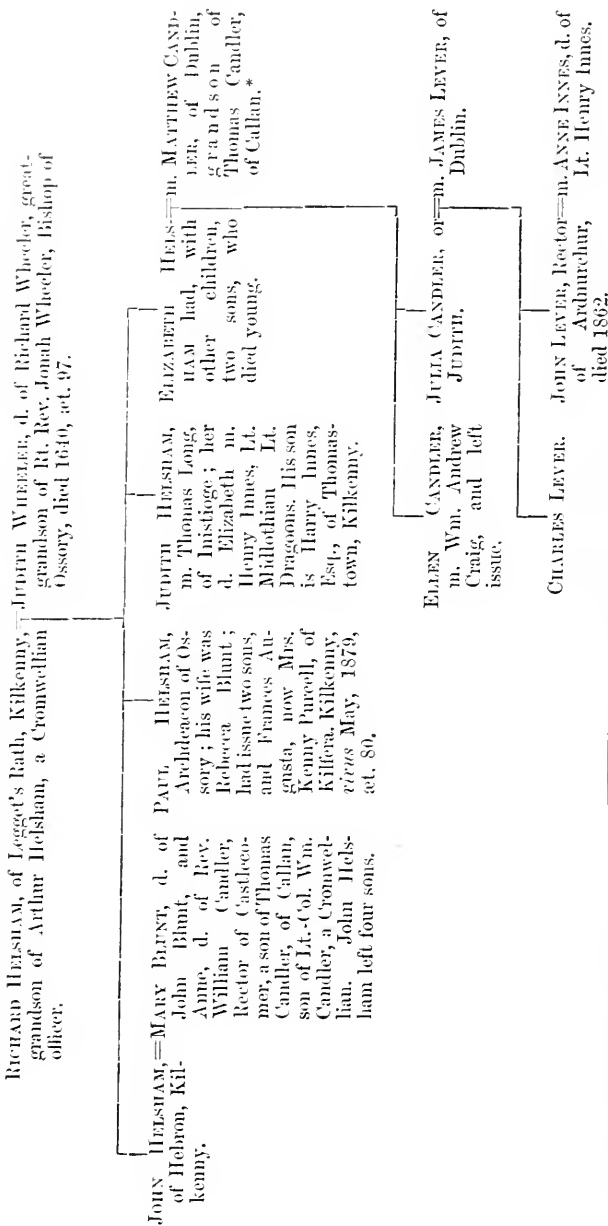 RICHARD HELSHAM, of Legget's Rath, Kilkenny,
grandson of Arthur Helsham, a Cromwellian
officer.
JUDITH WHEELER, d. of Richard Wheeler, great-
grandson of Rt. Rev. Jonah Wheeler, Bishop of
Ossory, died 1640, æt. 97.
JOHN HELSHAM,
of Hebron, Kil-
kenny.
MARY BLUNT, d. of
John Blunt, and
Anne, d. of Rev.
William Candler,
Rector of Castleco-
mer, a son of Thomas
Candler, of Callan,
son of Lt.-Col. Wm.
Candler, a Cromwel-
lian. John Hels-
ham left four sons.
PAUL HELSHAM,
Archdeacon of Os-
sory; his wife was
Rebecca Blunt;
had issue two sons,
and Frances Au-
gusta, now Mrs.
Kenny Purcell, of
Kilfera, Kilkenny,
vivus May, 1879,
æt. 80.
JUDITH HELSHAM,
m. Thomas Long,
of Inistioge; her
d. Elizabeth m.
Henry Innes, Lt.
Midlothian Lt.
Dragoons. His son
is Harry Innes,
Esq., of Thomas-
town, Kilkenny.
ELIZABETH HELS-
HAM had, with
other children,
two sons, who
died young.
m. MATTHEW CAND-
LER, of Dublin,
grandson of
Thomas Candler,
of Callan.*
ELLEN CANDLER,
m. Wm. Andrew
Craig, and left
issue.
JULIA CANDLER, or
JUDITH.
m. JAMES LEVER, of
Dublin.
CHARLES LEVER.
JOHN LEVER, Rector
of Ardnurchur,
died 1862.
m. ANNE INNES, d. of
Lt. Henry Innes.